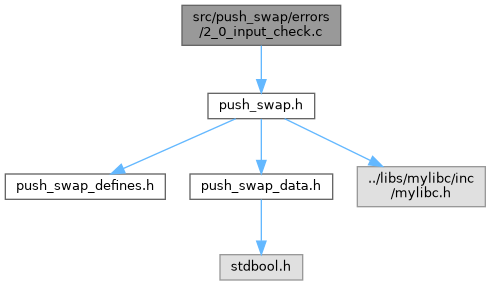 src/push_swap/errors
/2_0_input_check.c
push_swap.h
push_swap_defines.h
push_swap_data.h
../libs/mylibc/inc
/mylibc.h
stdbool.h